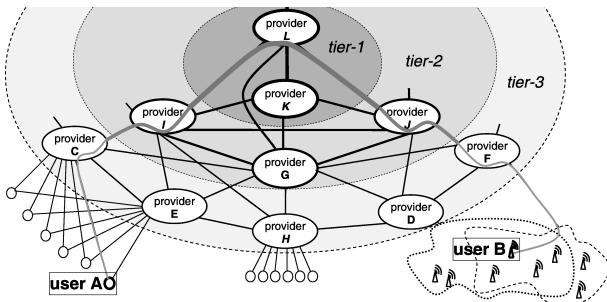 provider
L
tier-1
tier-2
tier-3
provider
K
provider
I
provider
J
provider
C
provider
F
provider
G
provider
E
provider
D
provider
H
user B
user A